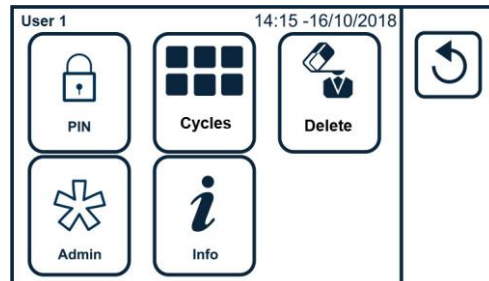 User 1 14:15 -16/10/2018
PIN Cycles Delete
Admin Info